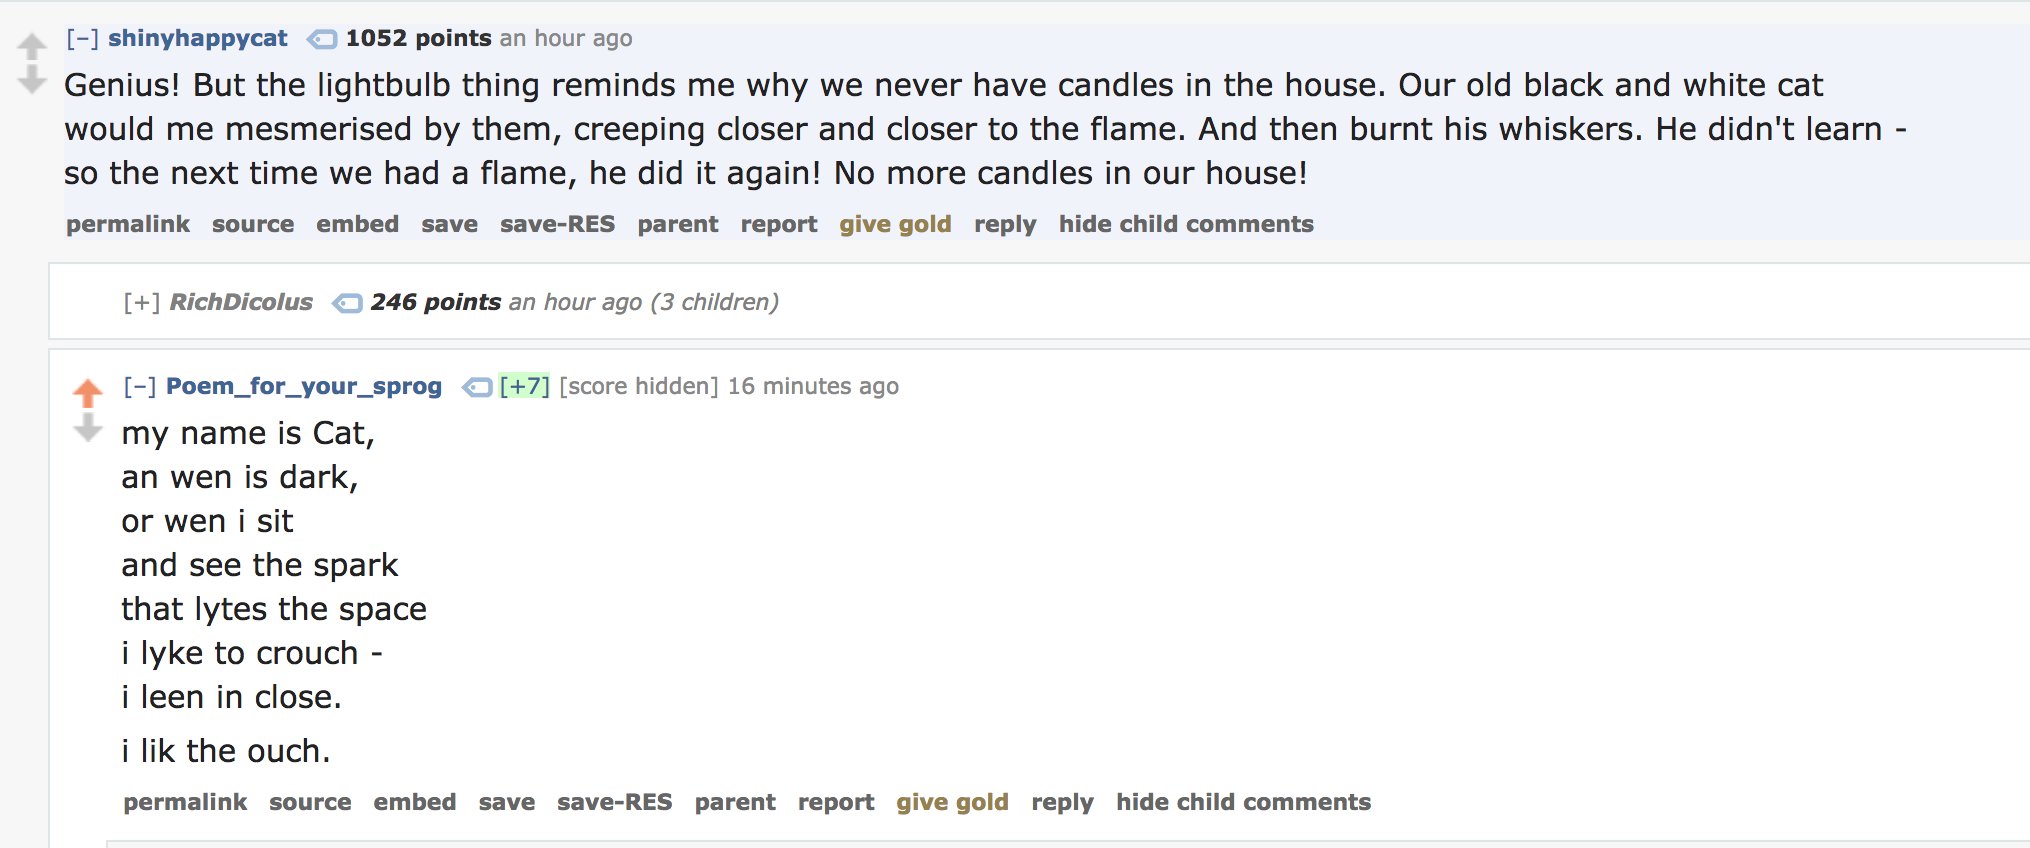 [−] shinyhappycat 1052 points an hour ago
Genius! But the lightbulb thing reminds me why we never have candles in the house. Our old black and white cat
would me mesmerised by them, creeping closer and closer to the flame. And then burnt his whiskers. He didn't learn -
so the next time we had a flame, he did it again! No more candles in our house!
permalink source embed save save-RES parent report give gold reply hide child comments
[+] RichDicolus 246 points an hour ago (3 children)
[−] Poem_for_your_sprog [+7] [score hidden] 16 minutes ago
my name is Cat,
an wen is dark,
or wen i sit
and see the spark
that lytes the space
i lyke to crouch -
i leen in close.
i lik the ouch.
permalink source embed save save-RES parent report give gold reply hide child comments